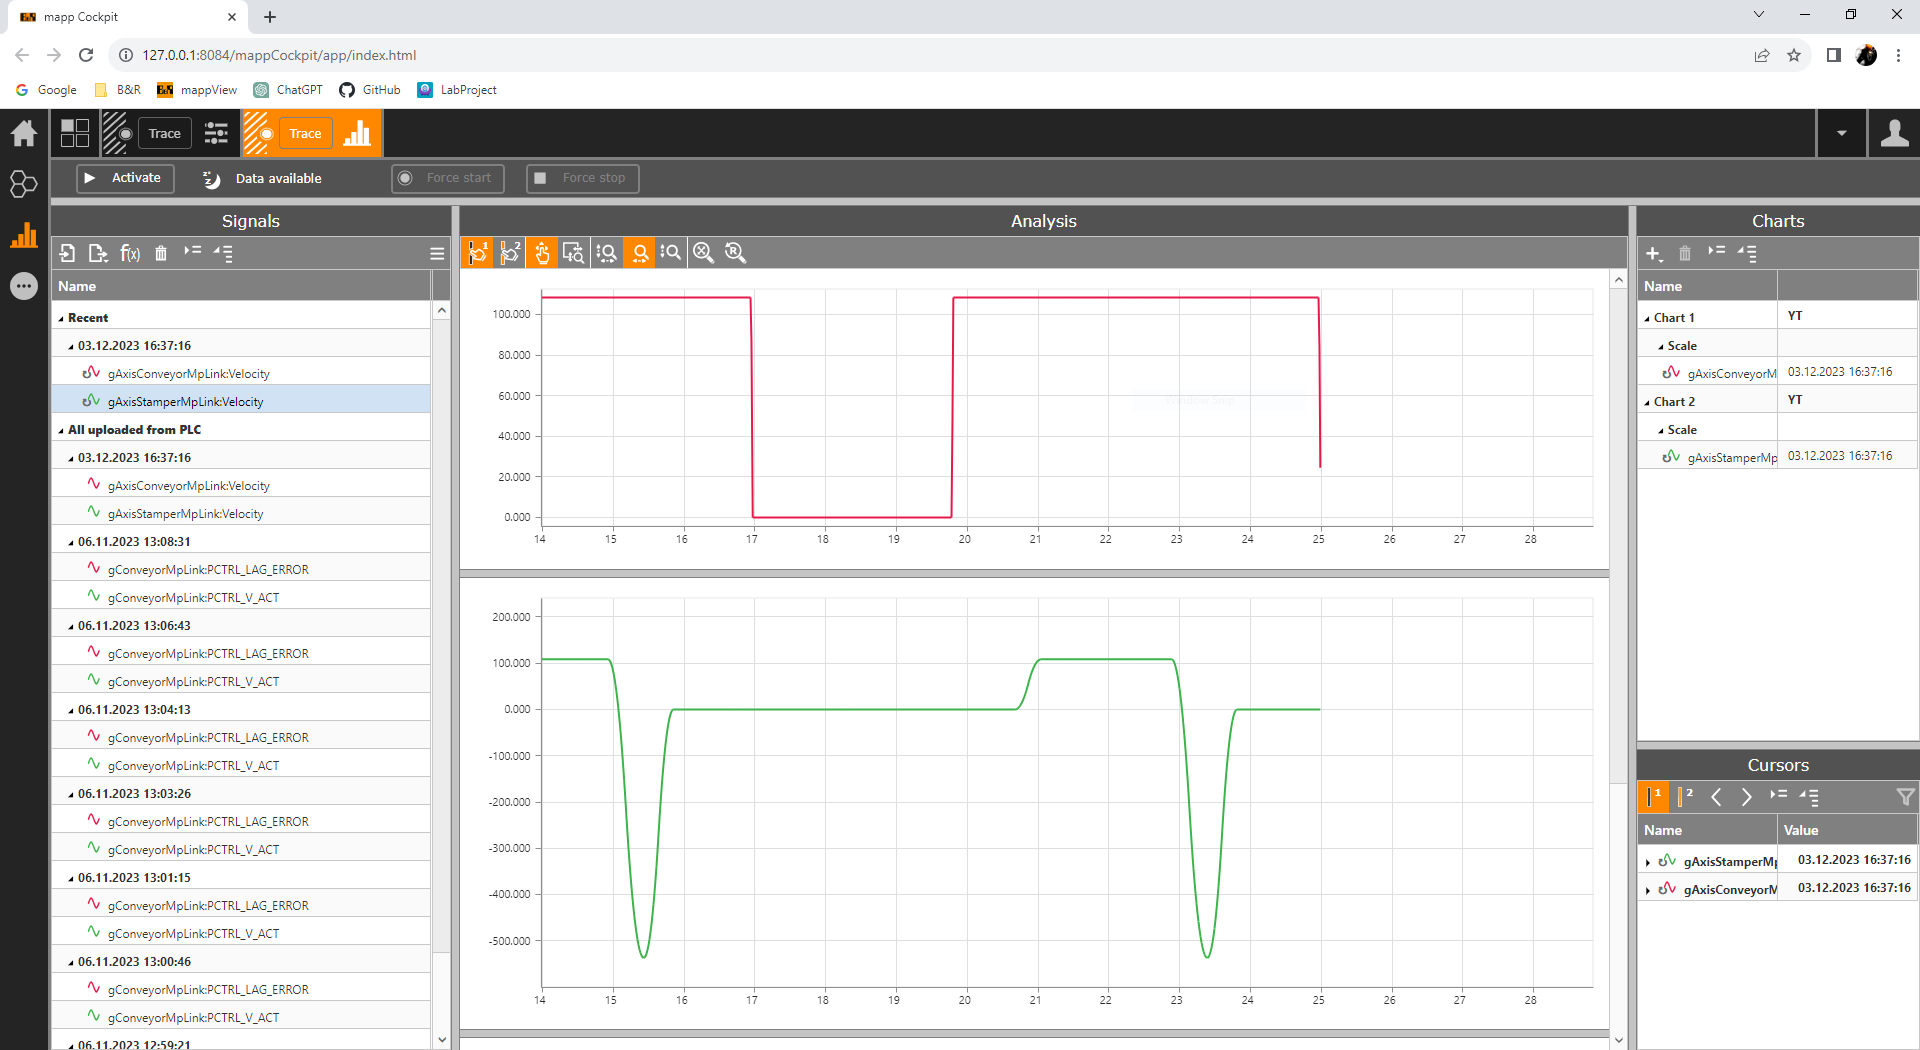 mapp Cockpit
127.0.0.1:8084/mappCockpit/app/index.html
Google B&R mappView ChatGPT GitHub LabProject
Trace Trace
Activate Data available Force start Force stop
Signals
Name
Recent
03.12.2023 16:37:16
gAxisConveyorMpLink:Velocity
gAxisStamperMpLink:Velocity
All uploaded from PLC
03.12.2023 16:37:16
gAxisConveyorMpLink:Velocity
gAxisStamperMpLink:Velocity
06.11.2023 13:08:31
gConveyorMpLink:PCTRL_LAG_ERROR
gConveyorMpLink:PCTRL_V_ACT
06.11.2023 13:06:43
gConveyorMpLink:PCTRL_LAG_ERROR
gConveyorMpLink:PCTRL_V_ACT
06.11.2023 13:04:13
gConveyorMpLink:PCTRL_LAG_ERROR
gConveyorMpLink:PCTRL_V_ACT
06.11.2023 13:03:26
gConveyorMpLink:PCTRL_LAG_ERROR
gConveyorMpLink:PCTRL_V_ACT
06.11.2023 13:01:15
gConveyorMpLink:PCTRL_LAG_ERROR
gConveyorMpLink:PCTRL_V_ACT
06.11.2023 13:00:46
gConveyorMpLink:PCTRL_LAG_ERROR
gConveyorMpLink:PCTRL_V_ACT
06.11.2023 12:59:21
Analysis
100.000
80.000
60.000
Window Snip
40.000
20.000
0.000
14 15 16 17 18 19 20 21 22 23 24 25 26 27 28
200.000
100.000
0.000
-100.000
-200.000
-300.000
-400.000
-500.000
14 15 16 17 18 19 20 21 22 23 24 25 26 27 28
Charts
Name
Chart 1 YT
Scale
gAxisConveyorM 03.12.2023 16:37:16
Chart 2 YT
Scale
gAxisStamperMp 03.12.2023 16:37:16
Cursors
1 2
Name Value
gAxisStamperMp 03.12.2023 16:37:16
gAxisConveyorM 03.12.2023 16:37:16